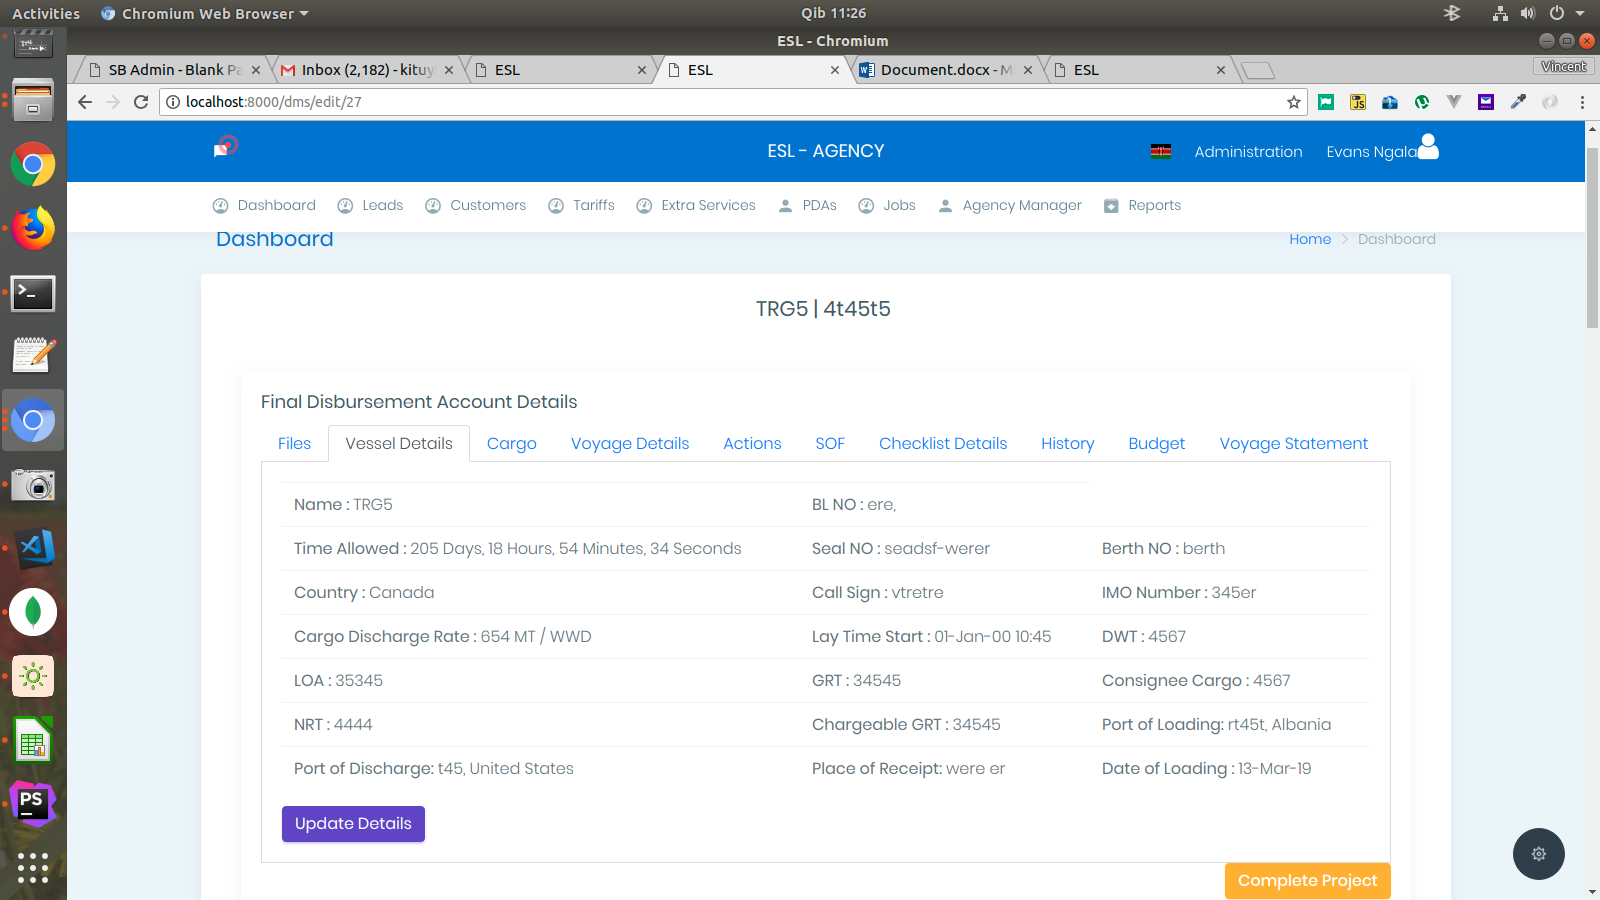 Activities Chromium Web Browser Qib 11:26
ESL - Chromium
SB Admin - Blank Pa Inbox (2,182) - kituy ESL ESL Document.docx - M ESL Vincent
localhost:8000/dms/edit/27
ESL - AGENCY Administration Evans Ngala
Dashboard Leads Customers Tariffs Extra Services PDAs Jobs Agency Manager Reports
Dashboard Home Dashboard
TRG5 | 4t45t5
Final Disbursement Account Details
Files Vessel Details Cargo Voyage Details Actions SOF Checklist Details History Budget Voyage Statement
Name : TRG5 BL NO : ere,
Time Allowed : 205 Days, 18 Hours, 54 Minutes, 34 Seconds Seal NO : seadsf-werer Berth NO : berth
Country : Canada Call Sign : vtretre IMO Number : 345er
Cargo Discharge Rate : 654 MT / WWD Lay Time Start : 01-Jan-00 10:45 DWT : 4567
LOA : 35345 GRT : 34545 Consignee Cargo : 4567
NRT : 4444 Chargeable GRT : 34545 Port of Loading: rt45t, Albania
Port of Discharge: t45, United States Place of Receipt: were er Date of Loading : 13-Mar-19
Update Details
Complete Project
PS